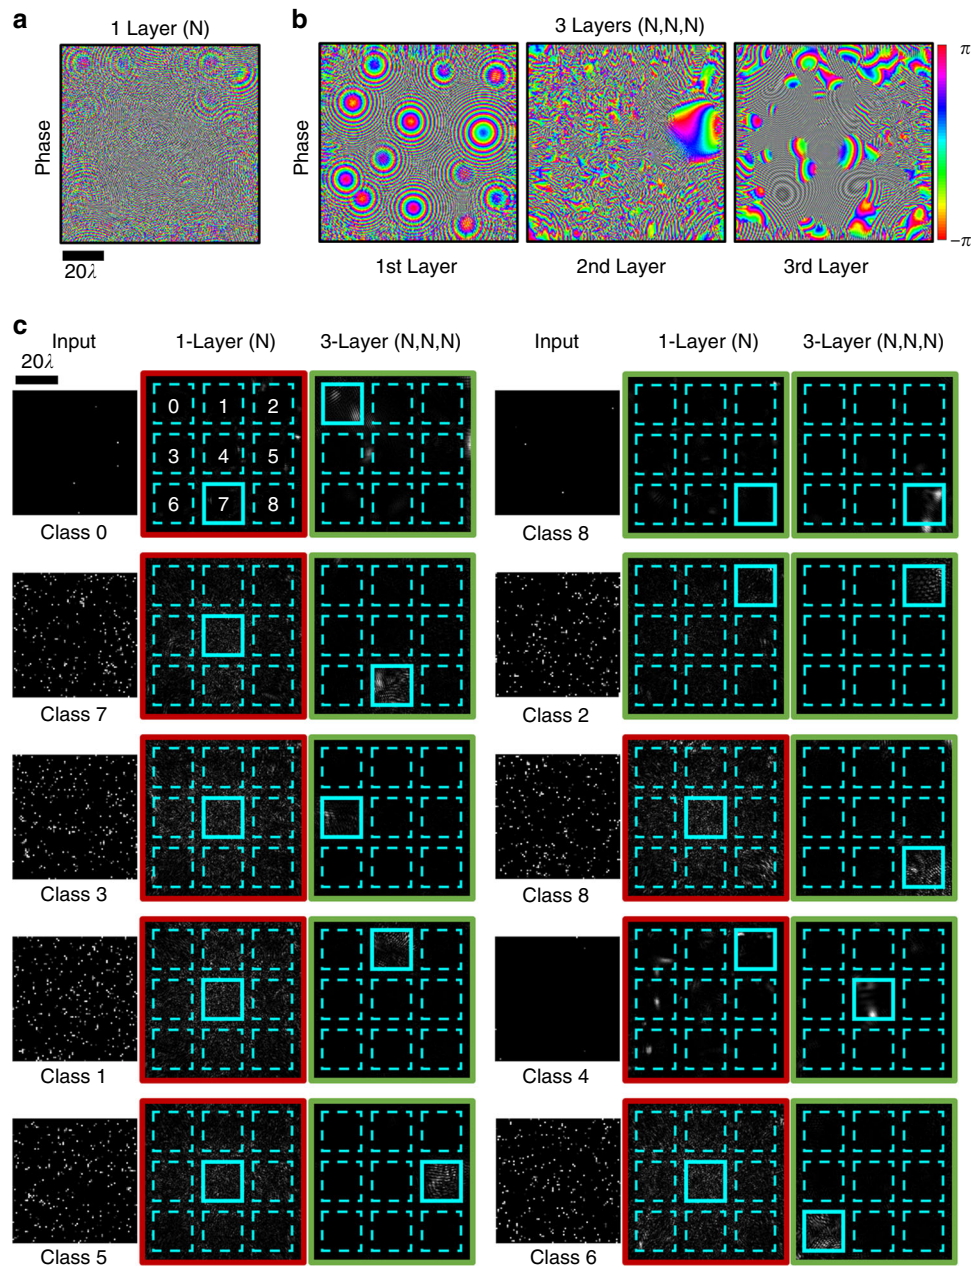 a
1 Layer (N)
Phase
20λ
b
3 Layers (N,N,N)
Phase
π
−π
1st Layer
2nd Layer
3rd Layer
c
Input
1-Layer (N)
3-Layer (N,N,N)
Input
1-Layer (N)
3-Layer (N,N,N)
20λ
0 1 2
3 4 5
6 7 8
Class 0
Class 8
Class 7
Class 2
Class 3
Class 8
Class 1
Class 4
Class 5
Class 6